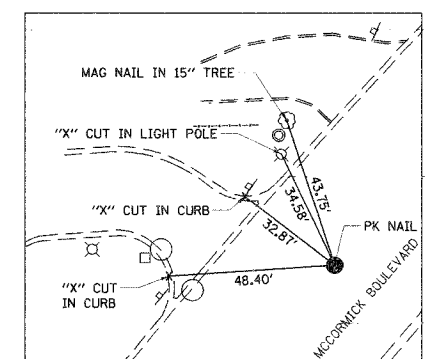 MAG NAIL IN 15" TREE
"X" CUT IN LIGHT POLE
43.75'
34.58'
"X" CUT IN CURB
32.87'
PK NAIL
48.40'
"X" CUT
IN CURB
MCCORMICK BOULEVARD